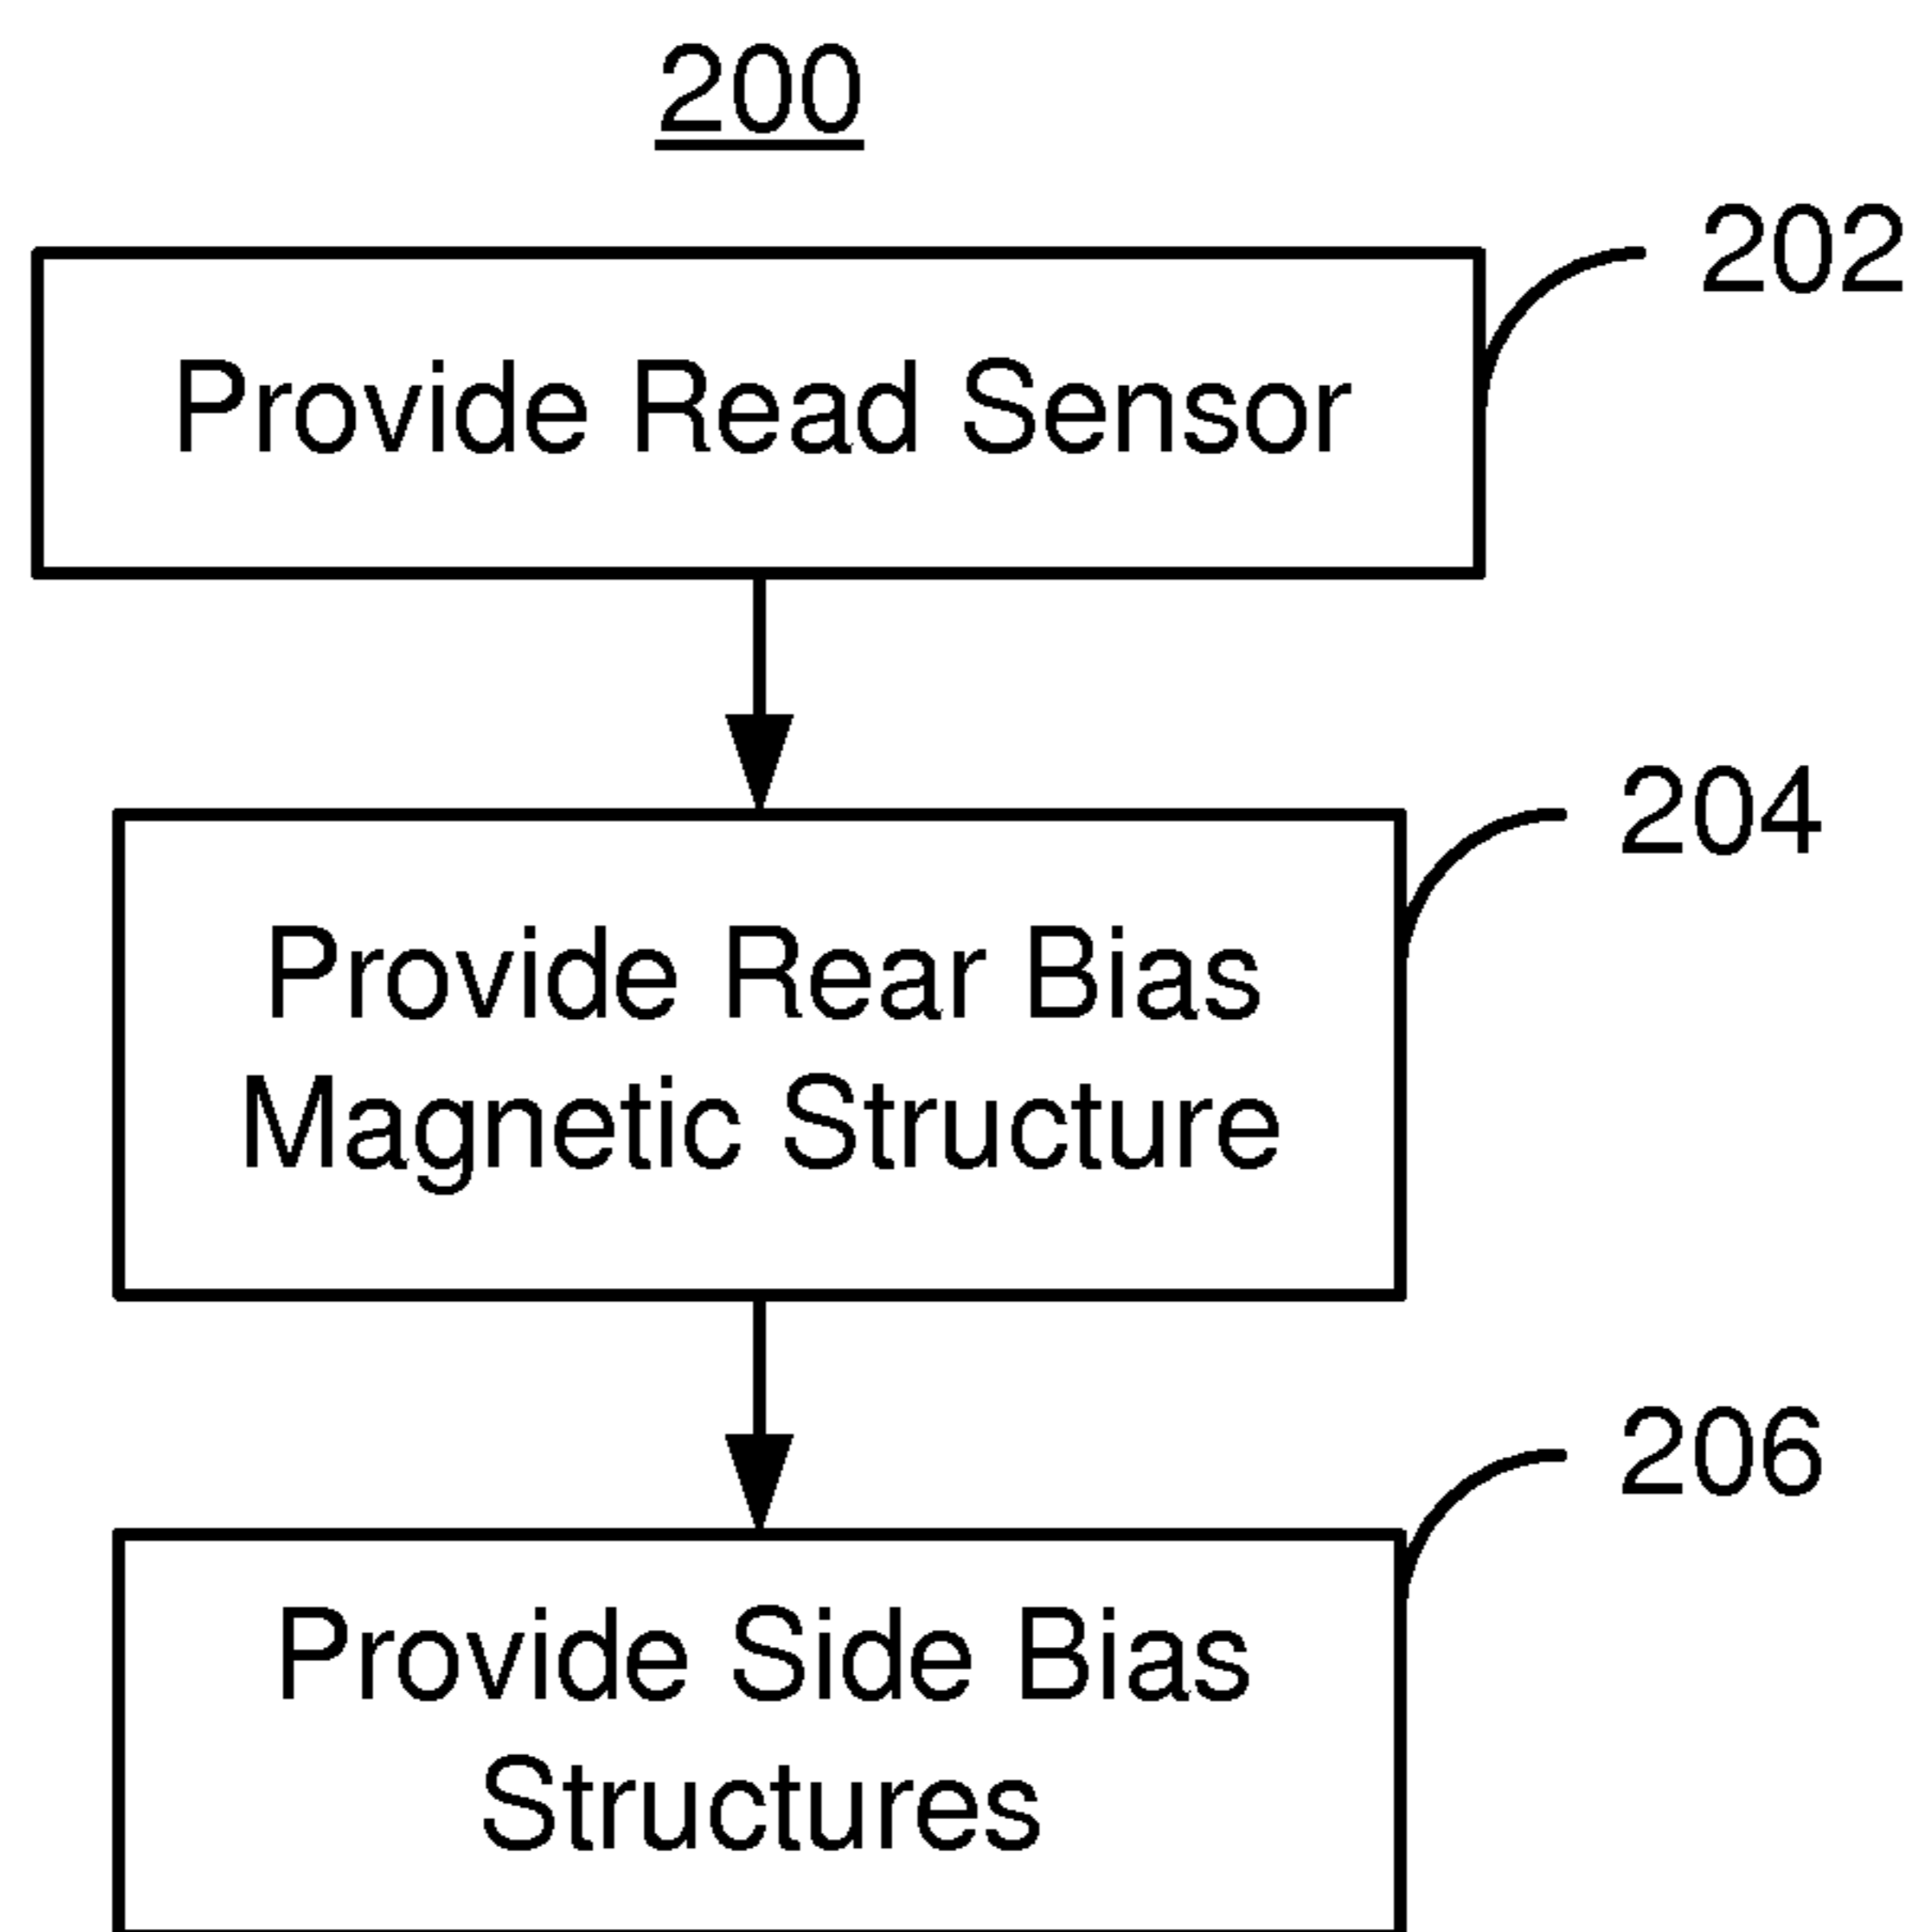 200
202
Provide Read Sensor
204
Provide Rear Bias
Magnetic Structure
206
Provide Side Bias
Structures